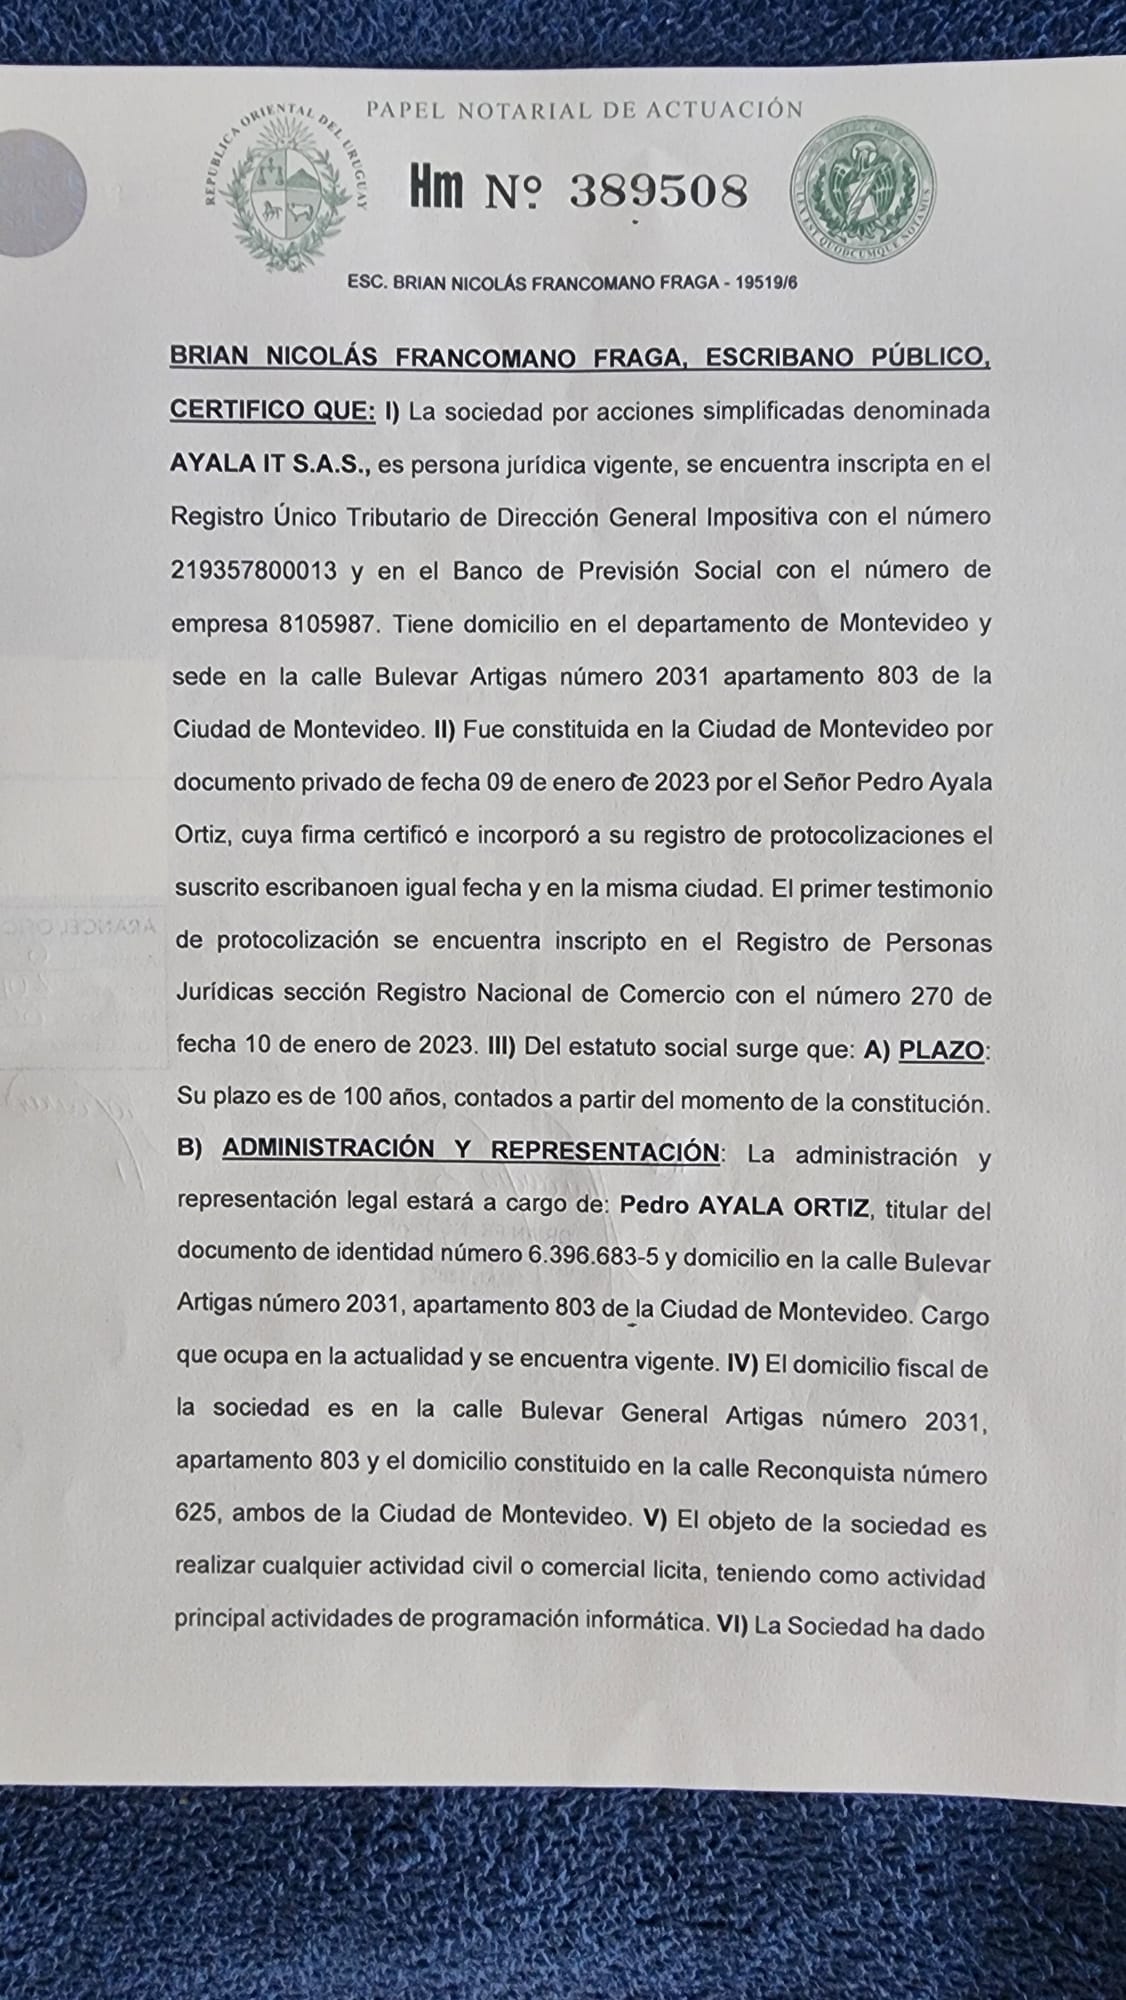 PAPEL NOTARIAL DE ACTUACIÓN
REPUBLICA ORIENTAL DEL URUGUAY
Hm Nº 389508
LEX EST QUODCUMQUE NOTAMUS
ESC. BRIAN NICOLÁS FRANCOMANO FRAGA - 19519/6
BRIAN NICOLÁS FRANCOMANO FRAGA, ESCRIBANO PÚBLICO,
CERTIFICO QUE: I) La sociedad por acciones simplificadas denominada
AYALA IT S.A.S., es persona jurídica vigente, se encuentra inscripta en el
Registro Único Tributario de Dirección General Impositiva con el número
219357800013 y en el Banco de Previsión Social con el número de
empresa 8105987. Tiene domicilio en el departamento de Montevideo y
sede en la calle Bulevar Artigas número 2031 apartamento 803 de la
Ciudad de Montevideo. II) Fue constituida en la Ciudad de Montevideo por
documento privado de fecha 09 de enero de 2023 por el Señor Pedro Ayala
Ortiz, cuya firma certificó e incorporó a su registro de protocolizaciones el
suscrito escribanoen igual fecha y en la misma ciudad. El primer testimonio
de protocolización se encuentra inscripto en el Registro de Personas
Jurídicas sección Registro Nacional de Comercio con el número 270 de
fecha 10 de enero de 2023. III) Del estatuto social surge que: A) PLAZO:
Su plazo es de 100 años, contados a partir del momento de la constitución.
B) ADMINISTRACIÓN Y REPRESENTACIÓN: La administración y
representación legal estará a cargo de: Pedro AYALA ORTIZ, titular del
documento de identidad número 6.396.683-5 y domicilio en la calle Bulevar
Artigas número 2031, apartamento 803 de la Ciudad de Montevideo. Cargo
que ocupa en la actualidad y se encuentra vigente. IV) El domicilio fiscal de
la sociedad es en la calle Bulevar General Artigas número 2031,
apartamento 803 y el domicilio constituido en la calle Reconquista número
625, ambos de la Ciudad de Montevideo. V) El objeto de la sociedad es
realizar cualquier actividad civil o comercial licita, teniendo como actividad
principal actividades de programación informática. VI) La Sociedad ha dado